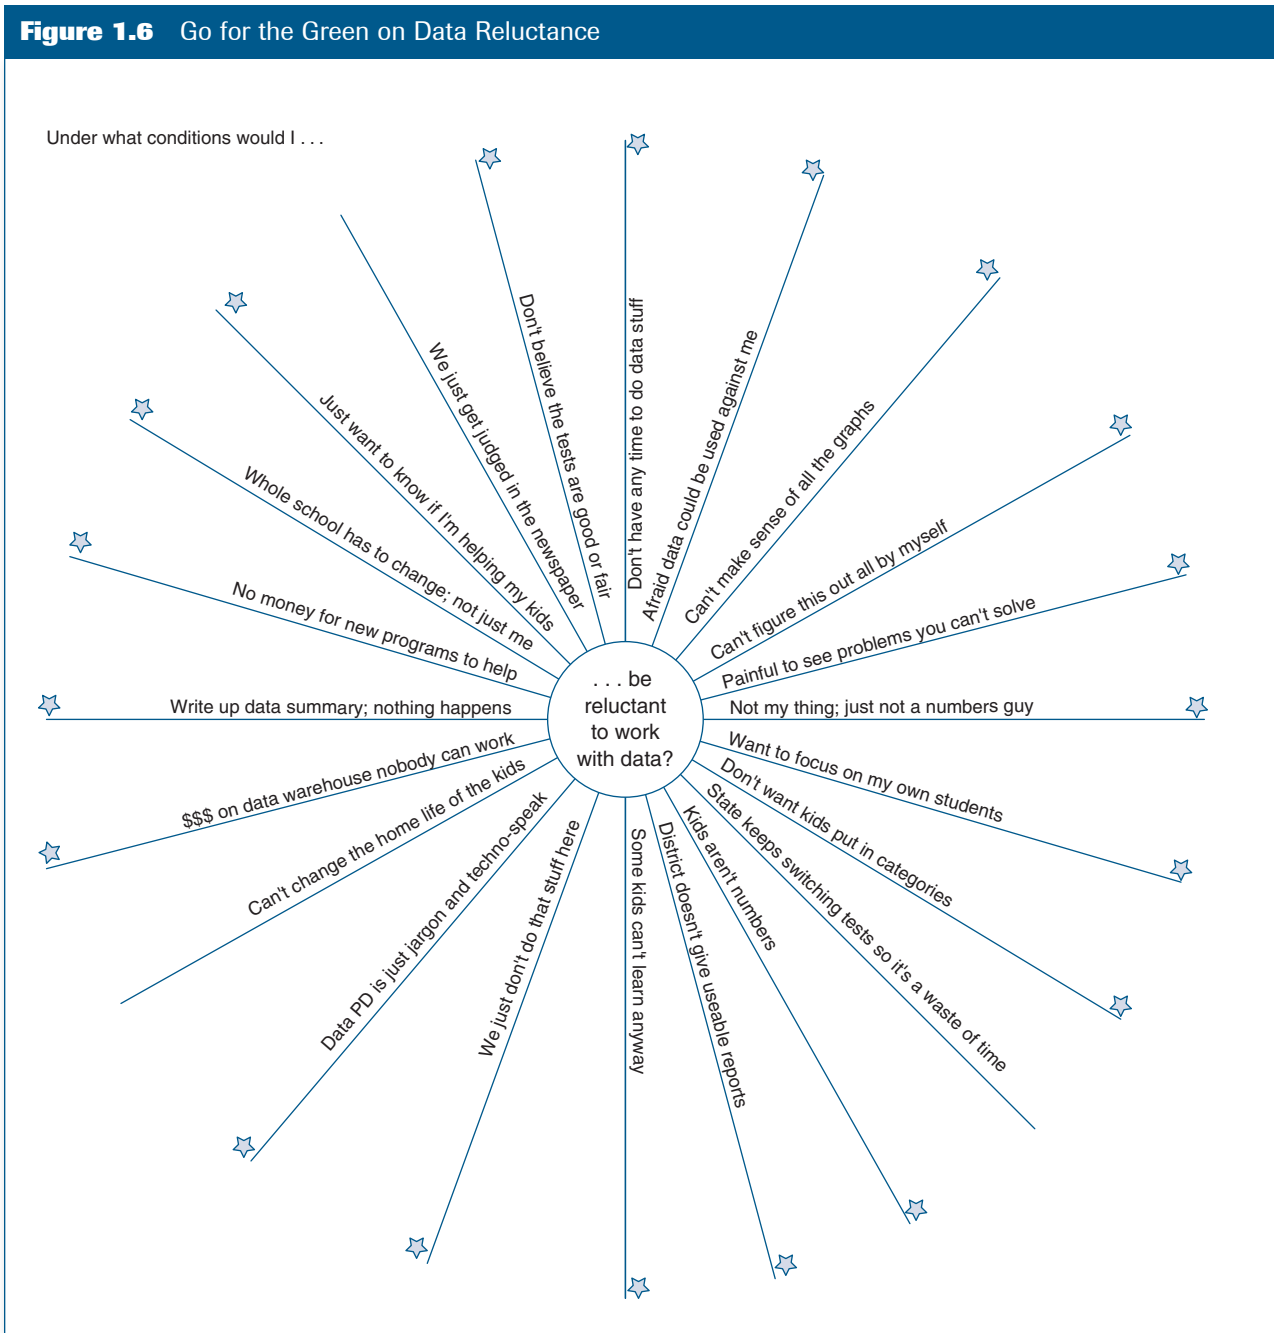 Figure 1.6 Go for the Green on Data Reluctance
Under what conditions would I . . .
. . . be
reluctant
to work
with data?
Don't have any time to do data stuff
Afraid data could be used against me
Can't make sense of all the graphs
Can't figure this out all by myself
Painful to see problems you can't solve
Not my thing; just not a numbers guy
Want to focus on my own students
Don't want kids put in categories
State keeps switching tests so it's a waste of time
Kids aren't numbers
District doesn't give useable reports
Some kids can't learn anyway
We just don't do that stuff here
Data PD is just jargon and techno-speak
Can't change the home life of the kids
$$$ on data warehouse nobody can work
Write up data summary; nothing happens
No money for new programs to help
Whole school has to change; not just me
Just want to know if I'm helping my kids
We just get judged in the newspaper
Don't believe the tests are good or fair